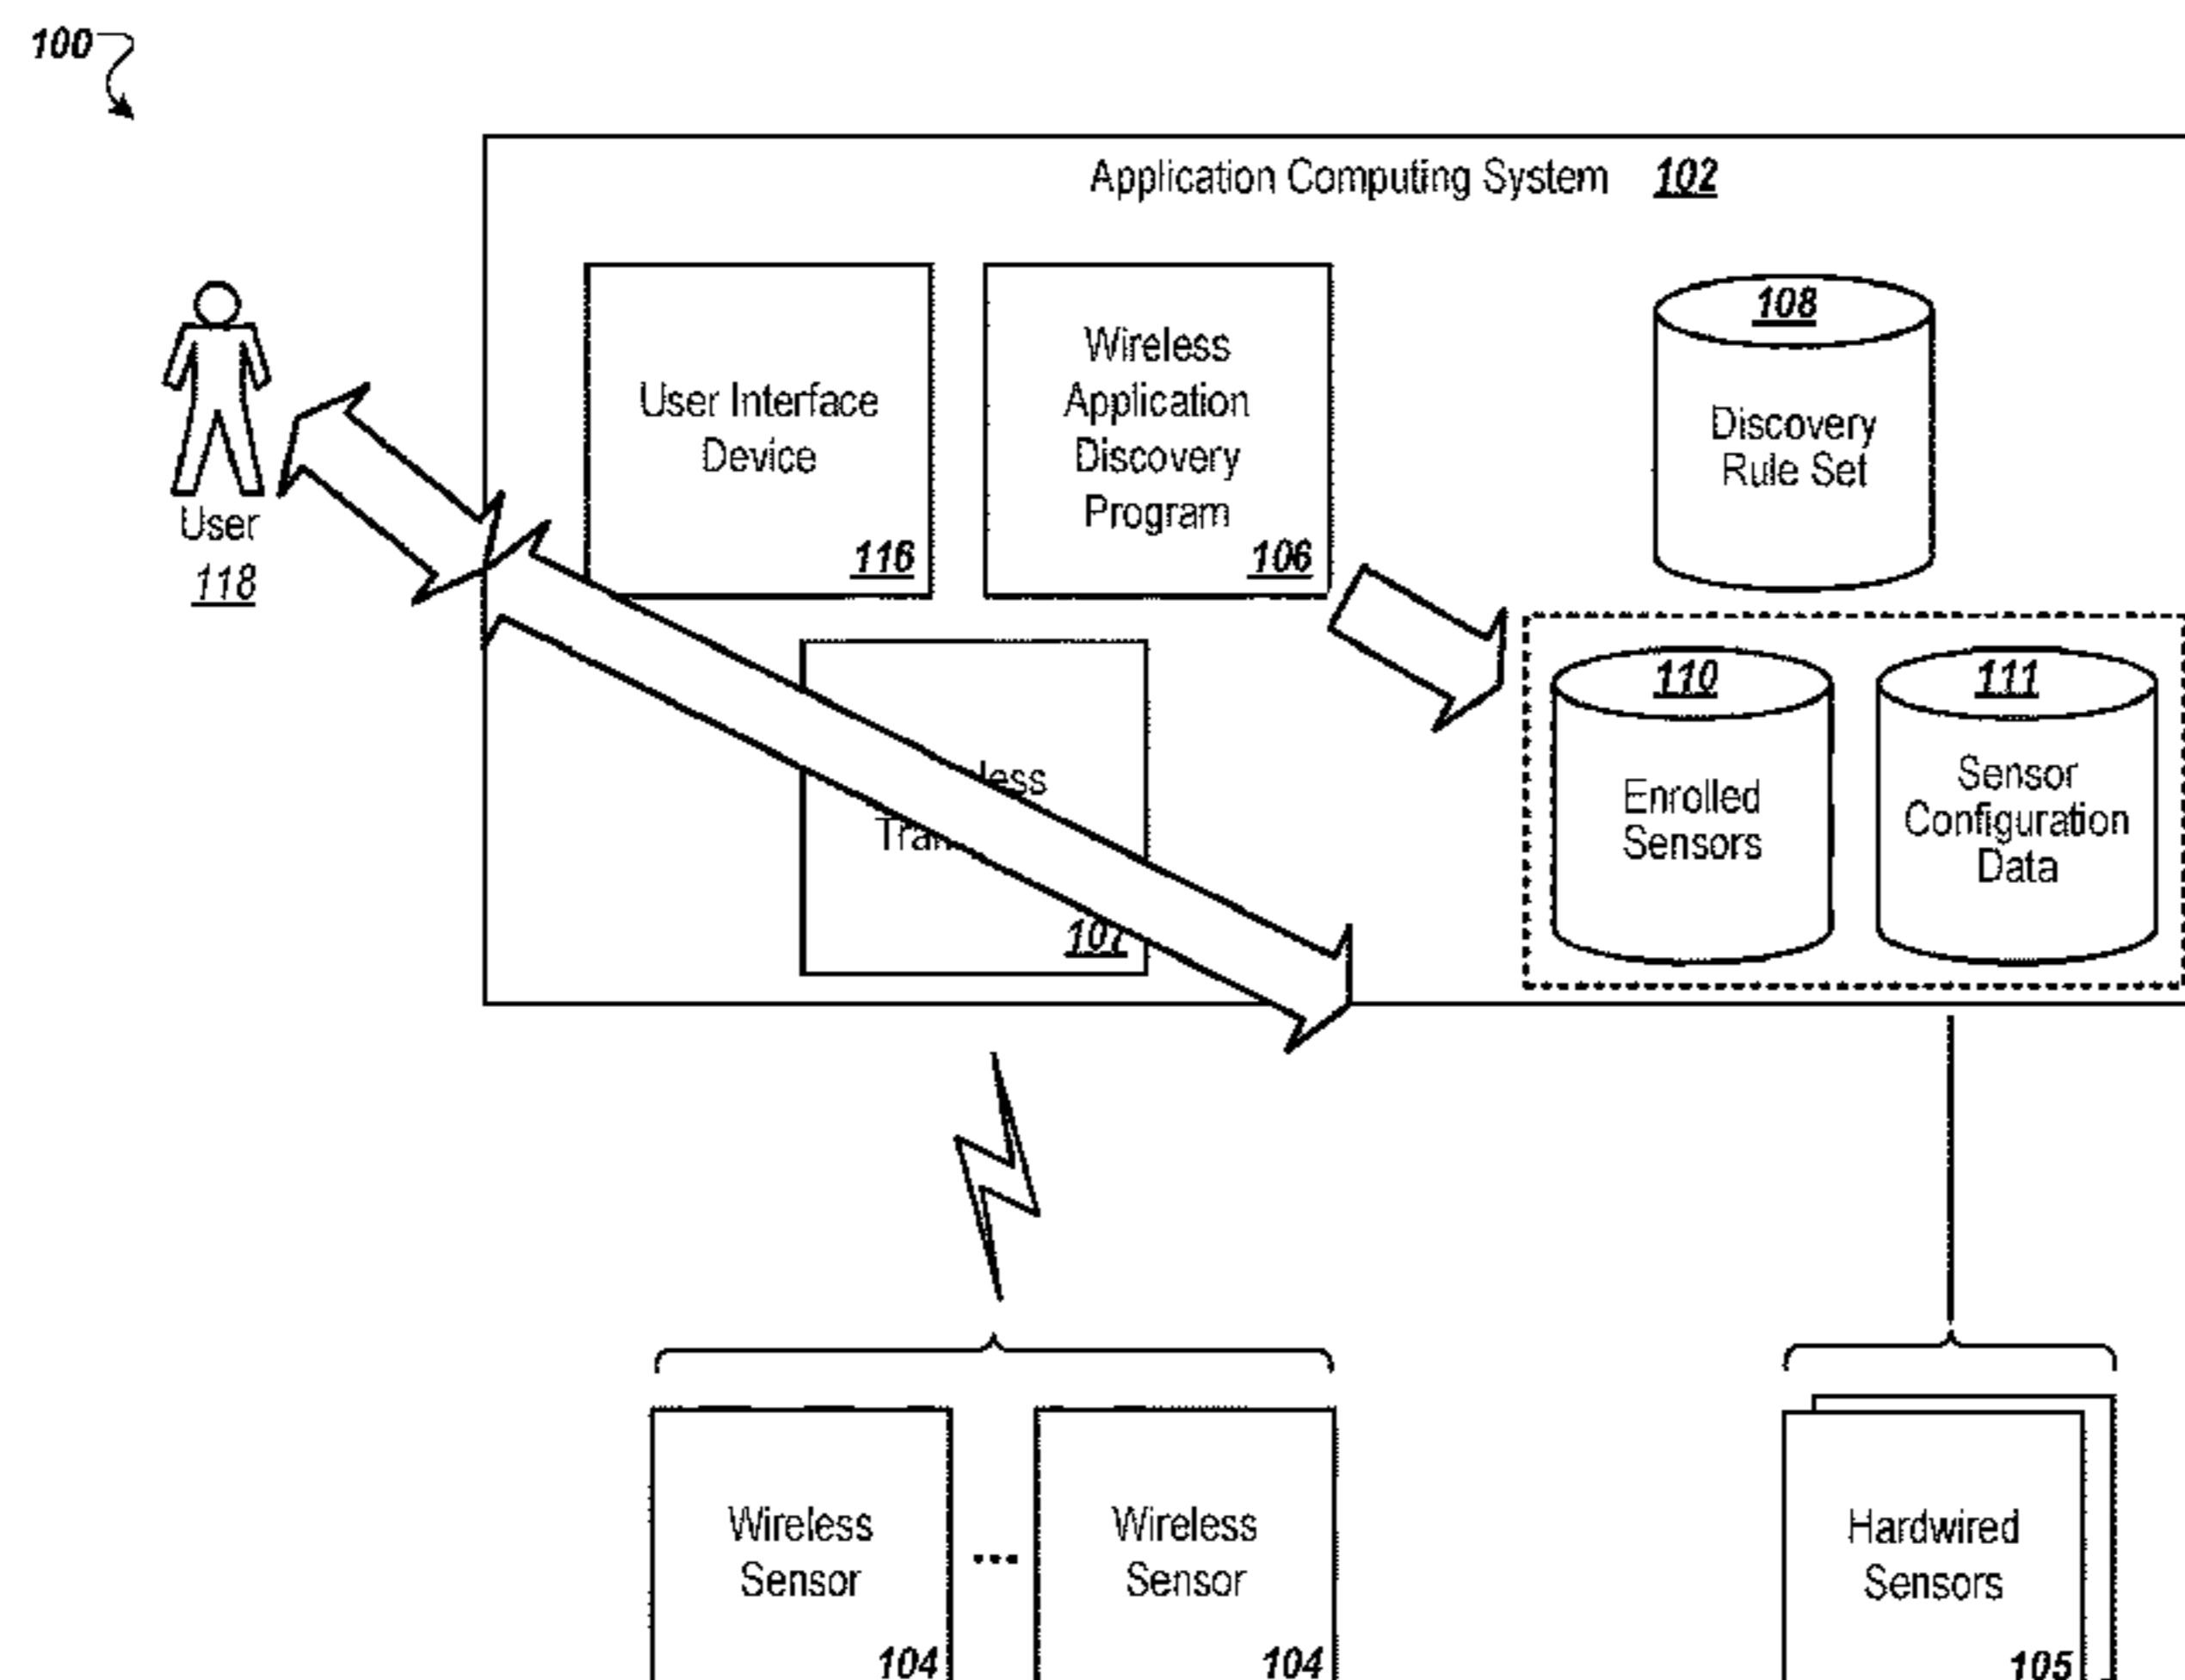 100
Application Computing System 102
User Interface
Device
116
Wireless
Application
Discovery
Program
106
108
Discovery
Rule Set
User
118
110
Enrolled
Sensors
111
Sensor
Configuration
Data
107
Wireless
Sensor
104
...
Wireless
Sensor
104
Hardwired
Sensors
105